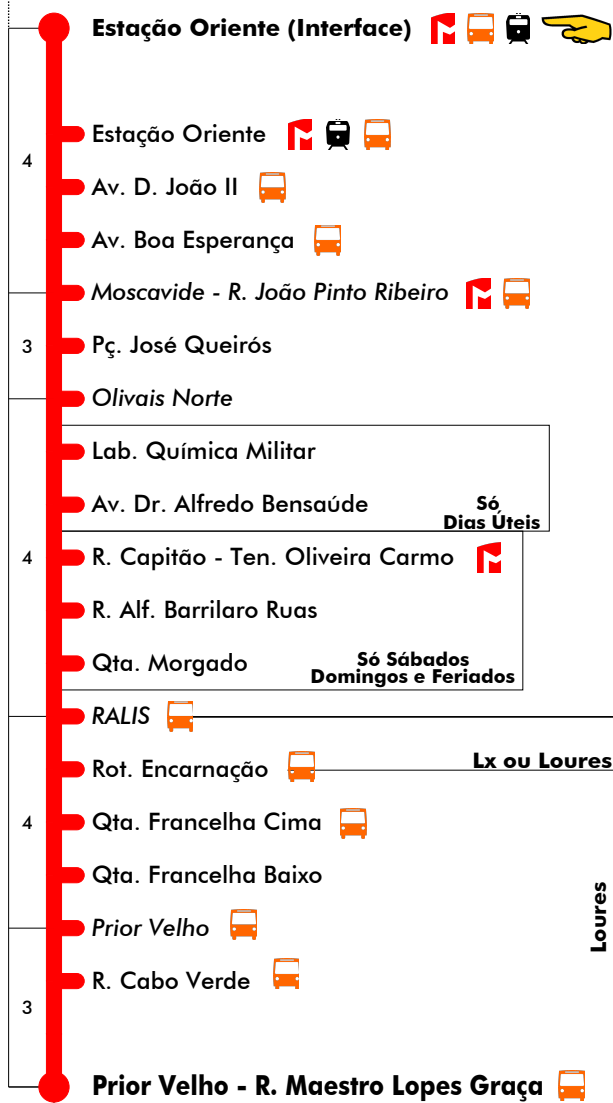 Estação Oriente (Interface)
Estação Oriente
4
Av. D. João II
Av. Boa Esperança
Moscavide - R. João Pinto Ribeiro
3
Pç. José Queirós
Olivais Norte
Lab. Química Militar
Av. Dr. Alfredo Bensaúde
Só
Dias Úteis
4
R. Capitão - Ten. Oliveira Carmo
R. Alf. Barrilaro Ruas
Qta. Morgado
Só Sábados
Domingos e Feriados
RALIS
Rot. Encarnação
Lx ou Loures
4
Qta. Francelha Cima
Qta. Francelha Baixo
Loures
Prior Velho
R. Cabo Verde
3
Prior Velho - R. Maestro Lopes Graça